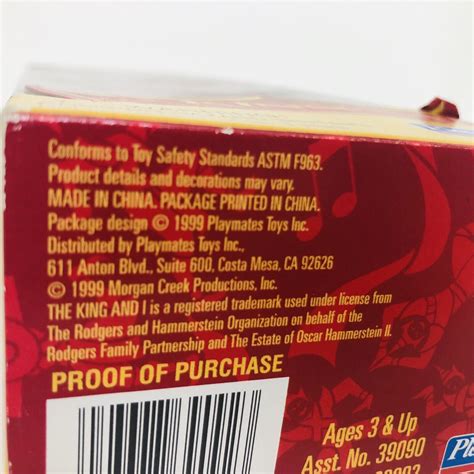 Conforms to Toy Safety Standards ASTM F963.
Product details and decorations may vary.
MADE IN CHINA. PACKAGE PRINTED IN CHINA.
Package design © 1999 Playmates Toys Inc.,
Distributed by Playmates Toys Inc.,
611 Anton Blvd., Suite 600, Costa Mesa, CA 92626
© 1999 Morgan Creek Productions, Inc.
THE KING AND I is a registered trademark used under license from
The Rodgers and Hammerstein Organization on behalf of the
Rodgers Family Partnership and The Estate of Oscar Hammerstein II.
PROOF OF PURCHASE
Ages 3 & Up
Asst. No. 39090